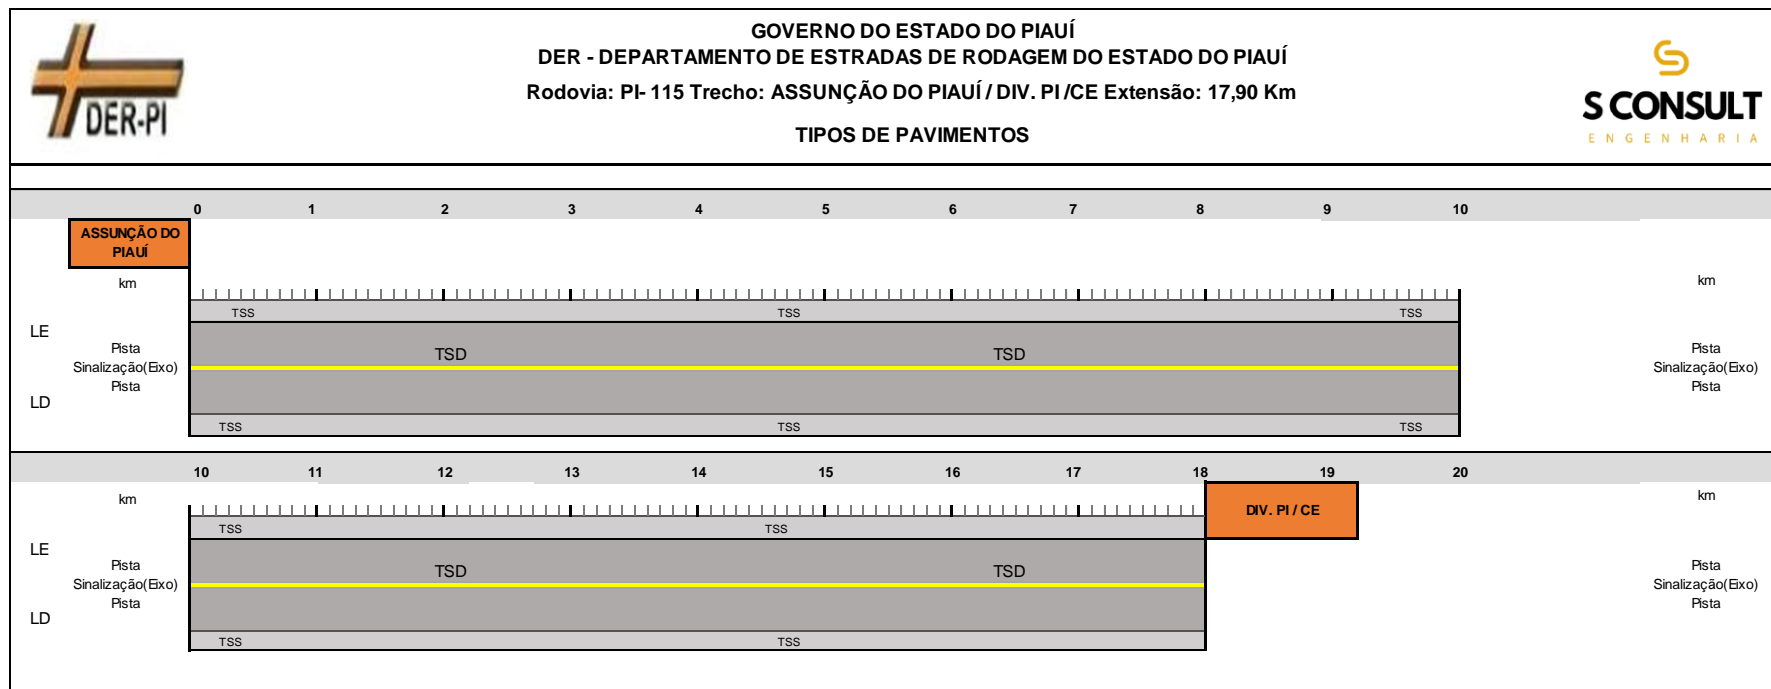 GOVERNO DO ESTADO DO PIAUÍ
DER - DEPARTAMENTO DE ESTRADAS DE RODAGEM DO ESTADO DO PIAUÍ
Rodovia: PI- 115 Trecho: ASSUNÇÃO DO PIAUÍ / DIV. PI /CE Extensão: 17,90 Km
TIPOS DE PAVIMENTOS
DER-PI
S CONSULT
ENGENHARIA
0 1 2 3 4 5 6 7 8 9 10
ASSUNÇÃO DO
PIAUÍ
km km
TSS TSS TSS
LE
Pista TSD TSD Pista
Sinalização(Eixo) Sinalização(Eixo)
Pista Pista
LD
TSS TSS TSS
10 11 12 13 14 15 16 17 18 19 20
km DIV. PI / CE km
TSS TSS
LE
Pista TSD TSD Pista
Sinalização(Eixo) Sinalização(Eixo)
Pista Pista
LD
TSS TSS